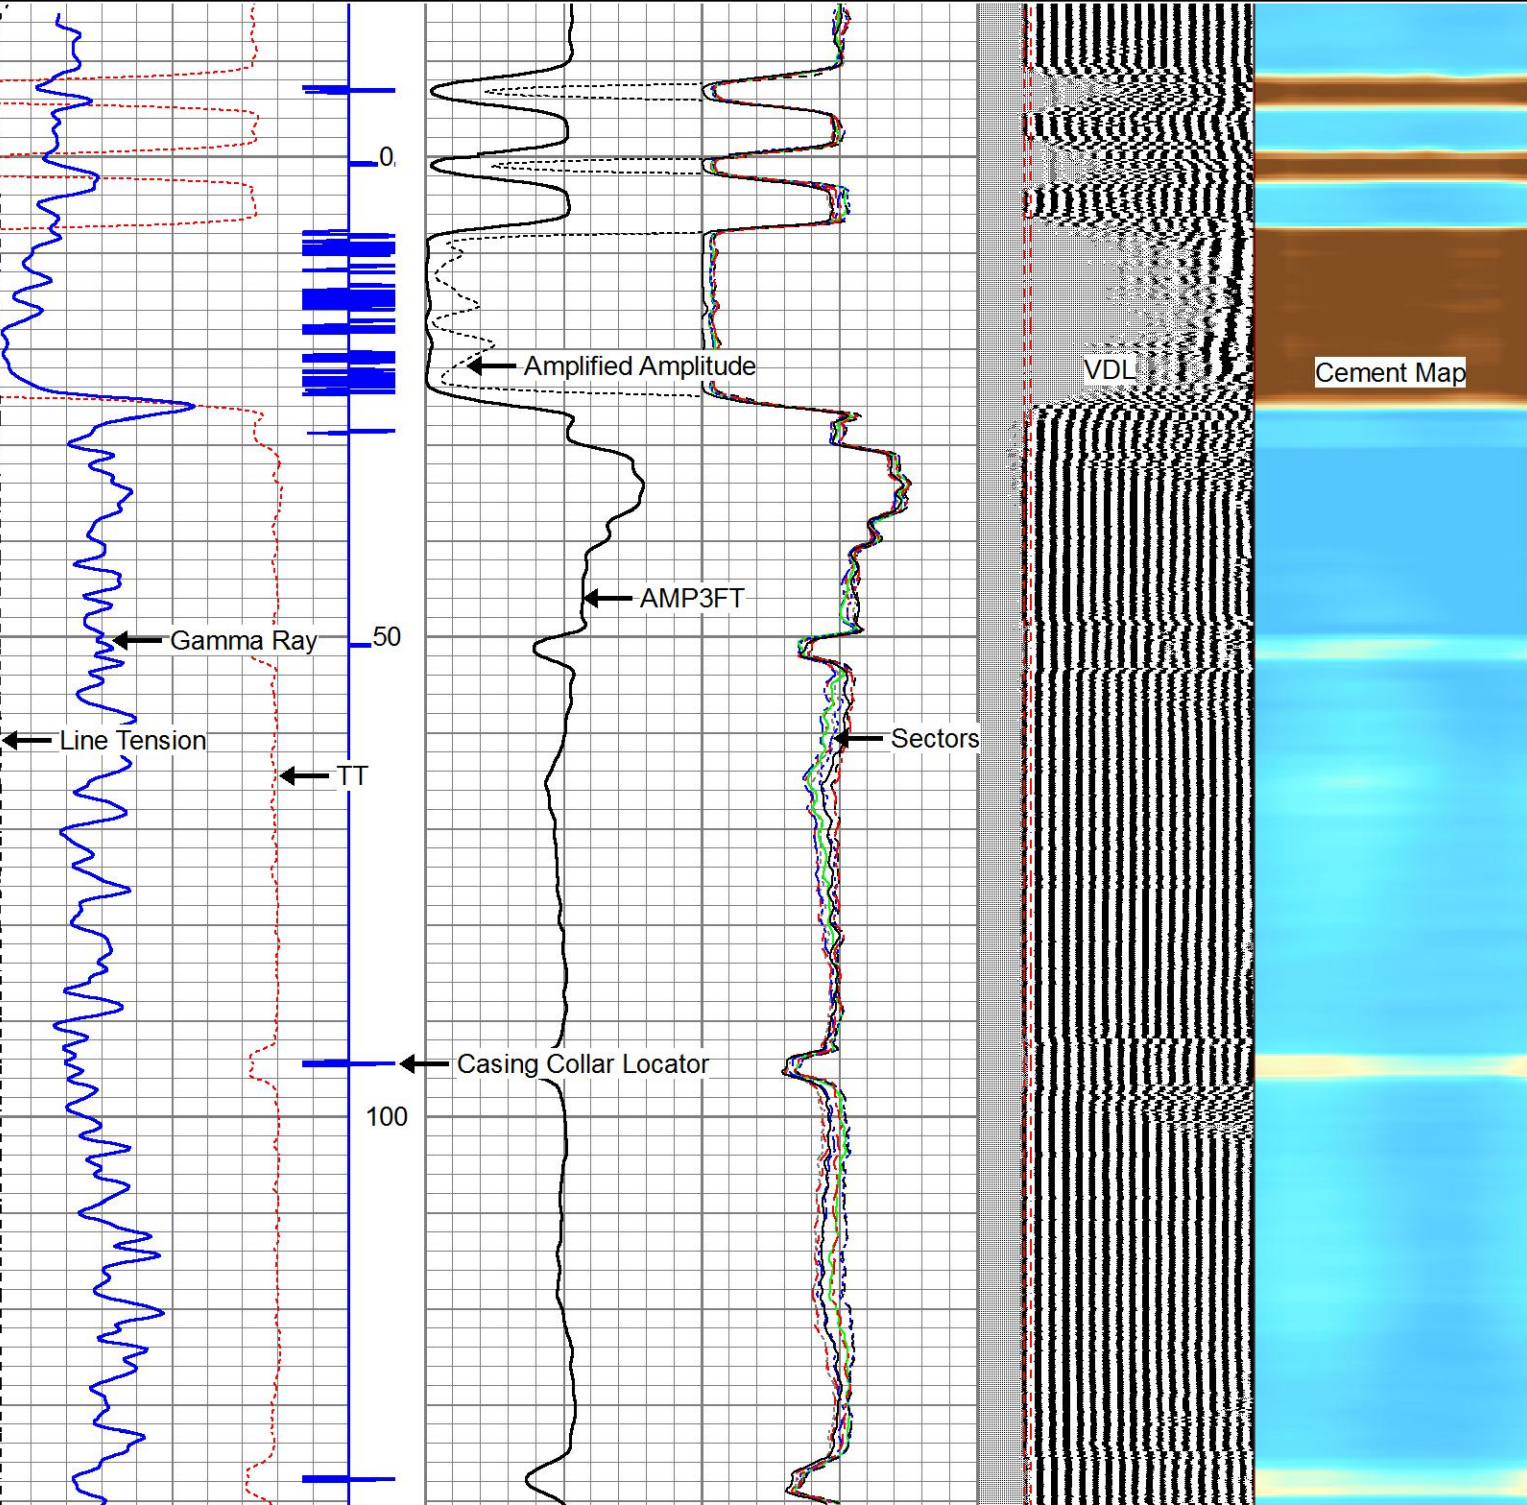 0
Amplified Amplitude
VDL
Cement Map
AMP3FT
50
Gamma Ray
Line Tension
Sectors
TT
Casing Collar Locator
100